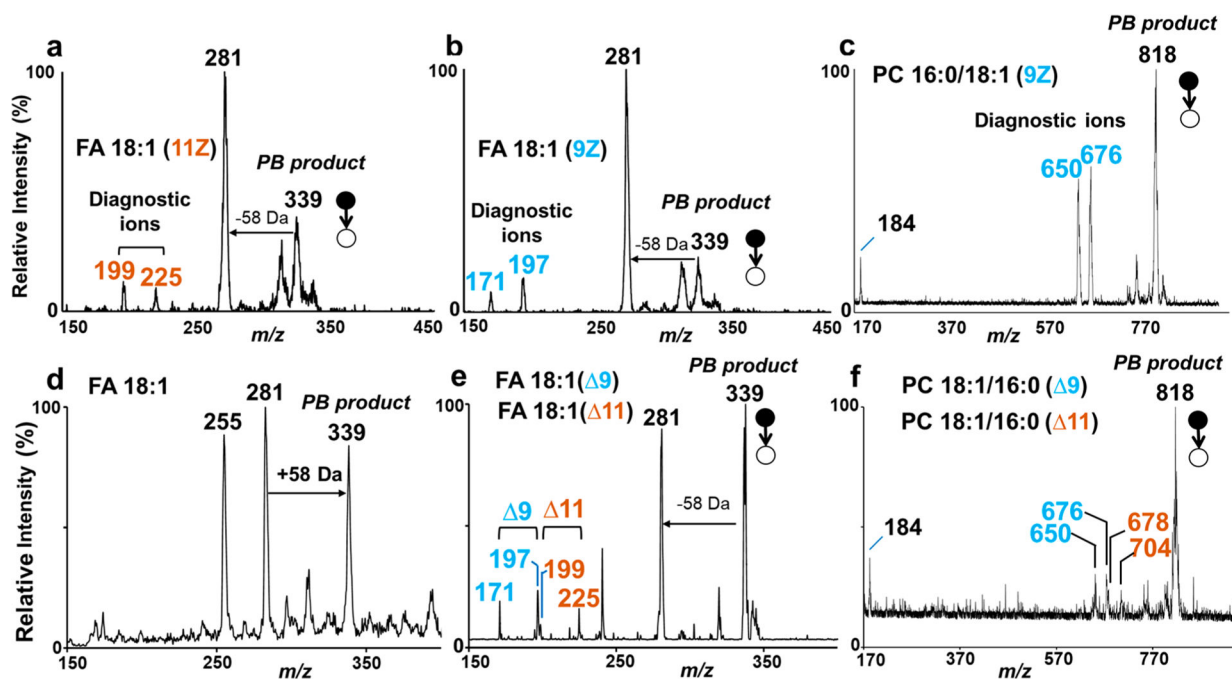 a
281
100
FA 18:1 (11Z)
PB product
Diagnostic
ions
-58 Da
339
199
225
0
150
250
350
450
m/z
Relative Intensity (%)
b
281
100
FA 18:1 (9Z)
PB product
Diagnostic
ions
-58 Da
339
171
197
0
150
250
350
450
m/z
c
PB product
818
100
PC 16:0/18:1 (9Z)
Diagnostic ions
650
676
184
0
170
570
770
m/z
d
FA 18:1
281
PB product
100
255
339
+58 Da
0
150
250
350
m/z
Relative Intensity (%)
e
FA 18:1(Δ9)
FA 18:1(Δ11)
PB product
339
100
281
-58 Da
Δ9
Δ11
197
199
171
225
0
150
250
350
m/z
f
PC 18:1/16:0 (Δ9)
PC 18:1/16:0 (Δ11)
PB product
818
100
676
678
650
704
184
0
170
370
570
770
m/z